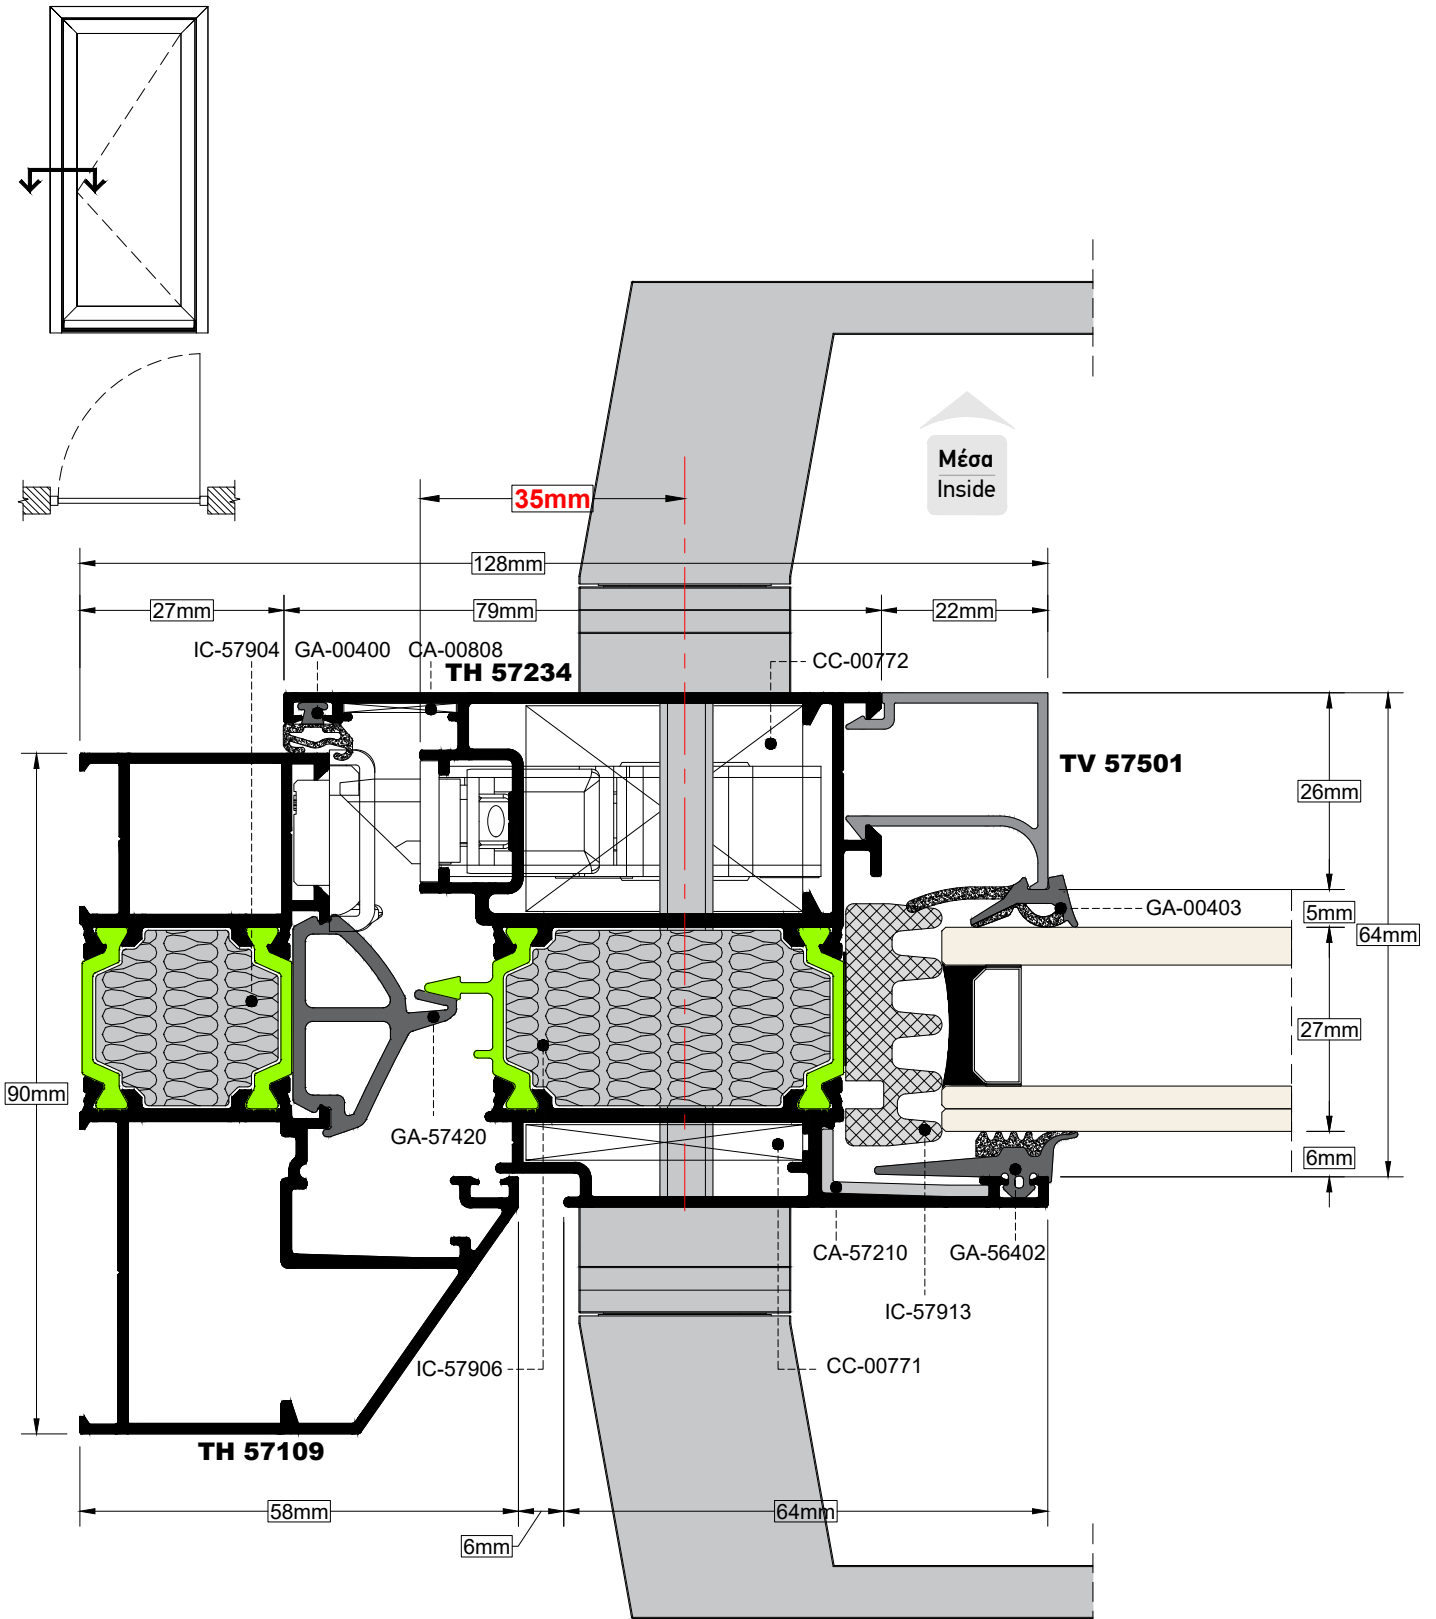 Μέσα
Inside
35mm
128mm
27mm
79mm
22mm
IC-57904
GA-00400
CA-00808
TH 57234
CC-00772
TV 57501
26mm
GA-00403
5mm
64mm
27mm
90mm
GA-57420
6mm
CA-57210
GA-56402
IC-57913
IC-57906
CC-00771
TH 57109
58mm
64mm
6mm